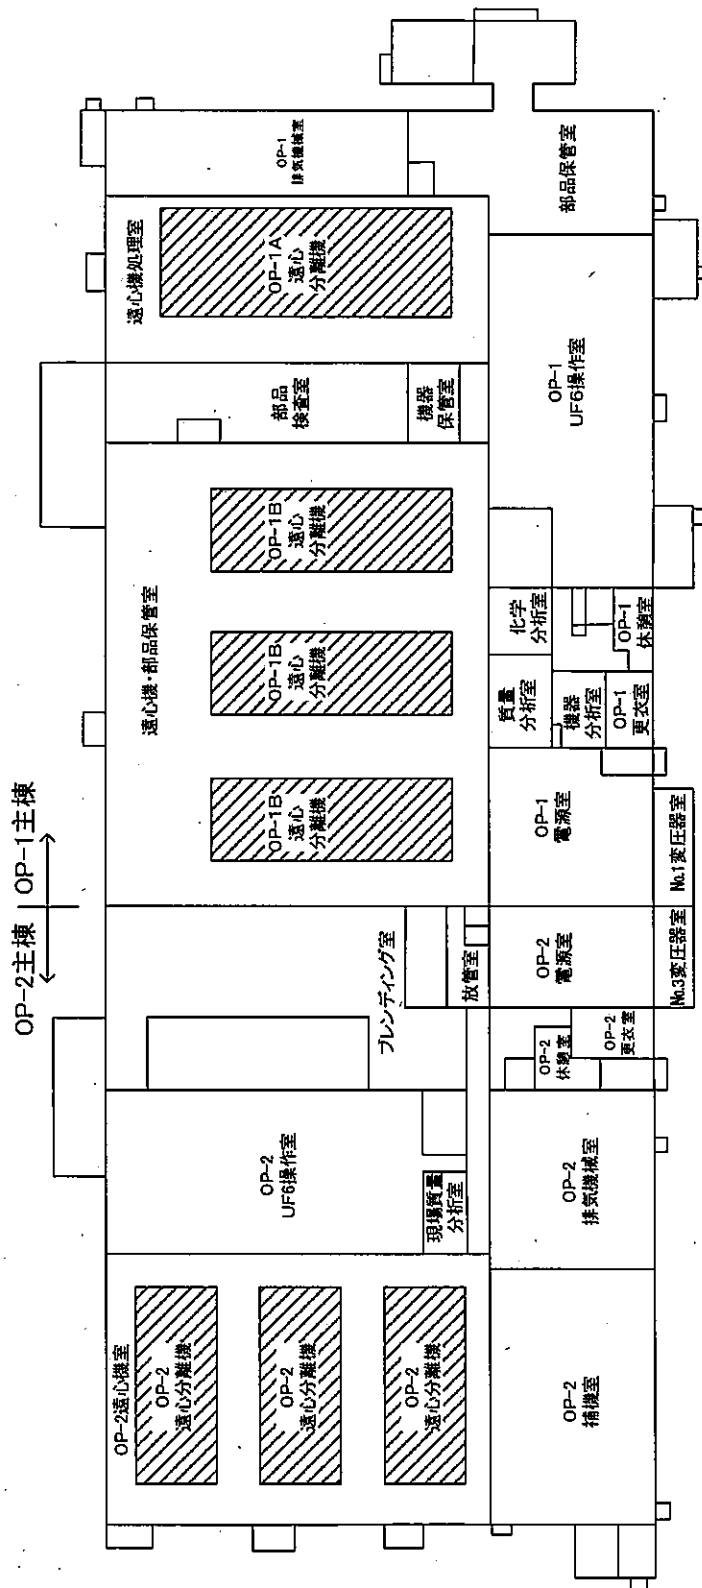 OP-2主棟
OP-1主棟
OP-2遠心機室
OP-2
遠心分離機
OP-2
遠心分離機
OP-2
遠心分離機
OP-2
UF6操作室
現場質量
分析室
ブレンディング室
放管室
遠心機・部品保管室
OP-1B
遠心
分離機
OP-1B
遠心
分離機
OP-1B
遠心
分離機
部品
検査室
機器
保管室
遠心機処理室
OP-1A
遠心
分離機
OP-1
排気機械室
OP-2
補機室
OP-2
排気機械室
OP-2
休憩室
OP-2
更衣室
OP-2
電源室
No.3変圧器室
OP-1
電源室
No.1変圧器室
質量
分析室
機器
分析室
OP-1
更衣室
化学
分析室
OP-1
休憩室
OP-1
UF6操作室
部品保管室